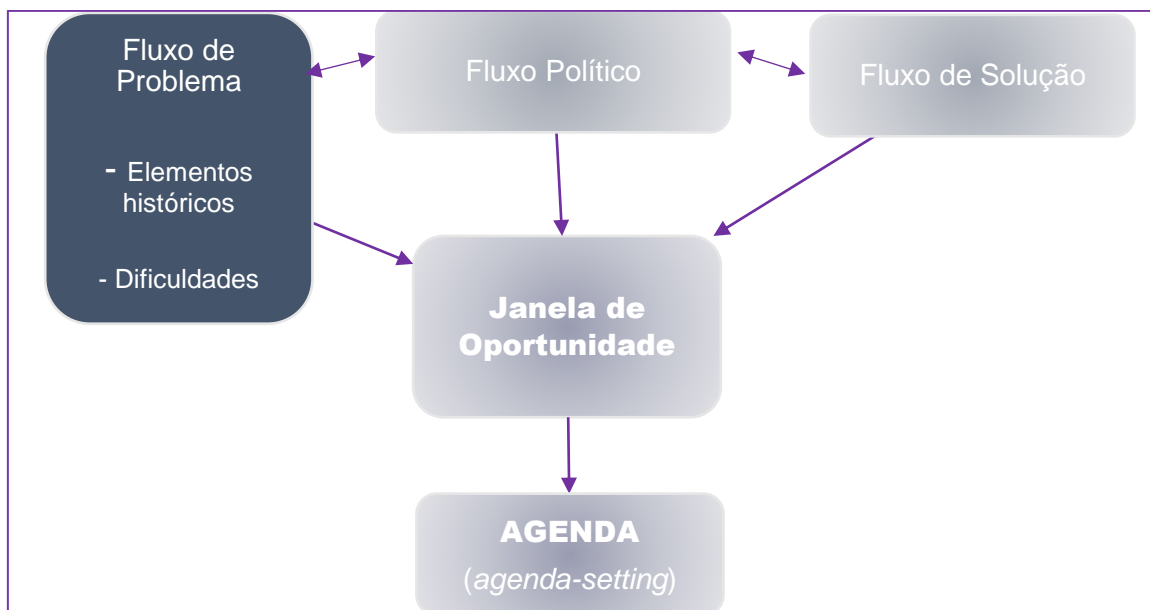 Fluxo de
Problema
- Elementos
históricos
- Dificuldades
Fluxo Político
Fluxo de Solução
Janela de
Oportunidade
AGENDA
(agenda-setting)